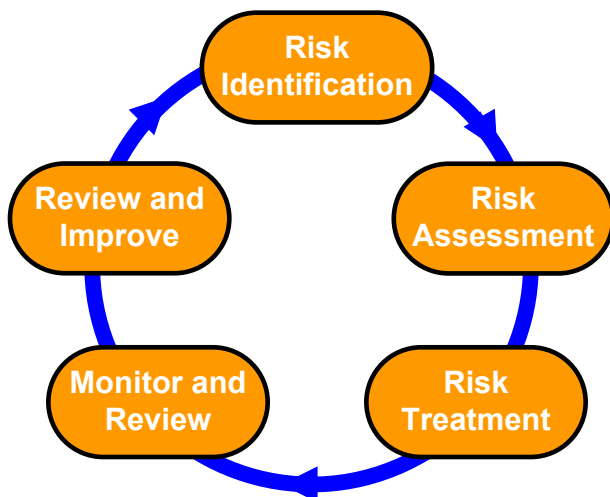 Risk
Identification
Risk
Assessment
Risk
Treatment
Monitor and
Review
Review and
Improve